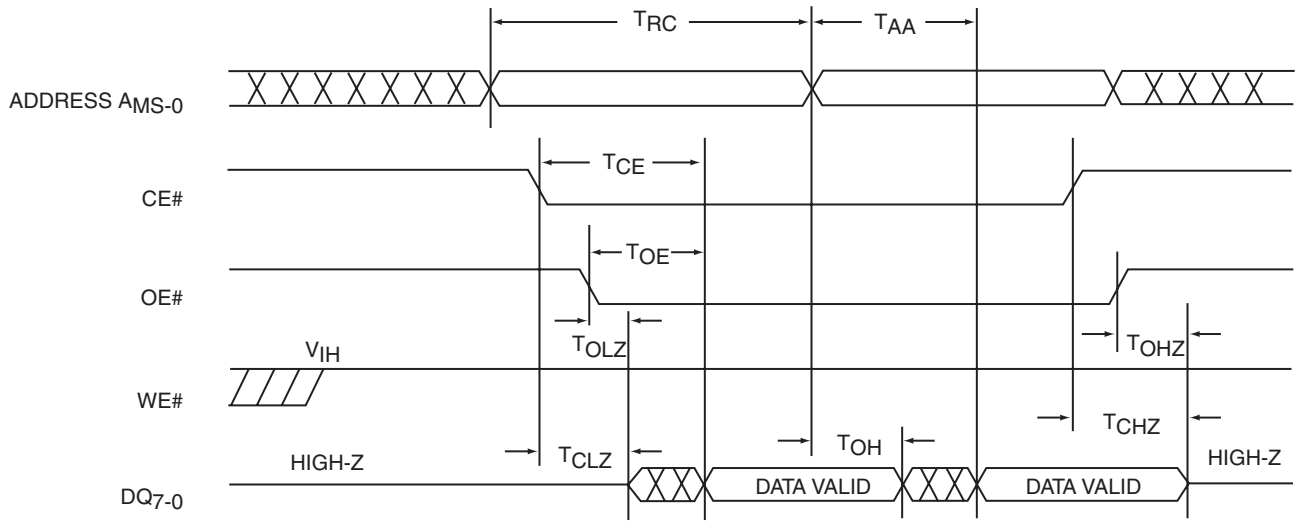 TRC
TAA
ADDRESS AMS-0
TCE
CE#
TOE
OE#
TOLZ
TOHZ
VIH
WE#
TCHZ
TOH
TCLZ
HIGH-Z
HIGH-Z
DATA VALID
DATA VALID
DQ7-0